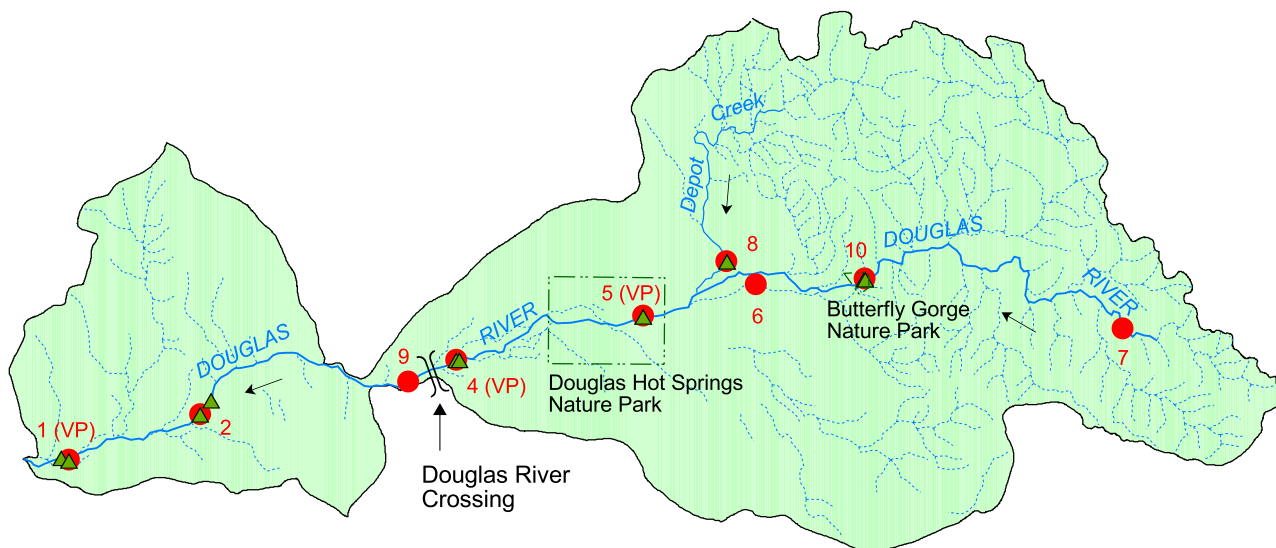 Creek
Depot
8
10
DOUGLAS
5 (VP)
6
RIVER
Butterfly Gorge
Nature Park
RIVER
7
DOUGLAS
9
4 (VP)
Douglas Hot Springs
Nature Park
1 (VP)
2
Douglas River
Crossing